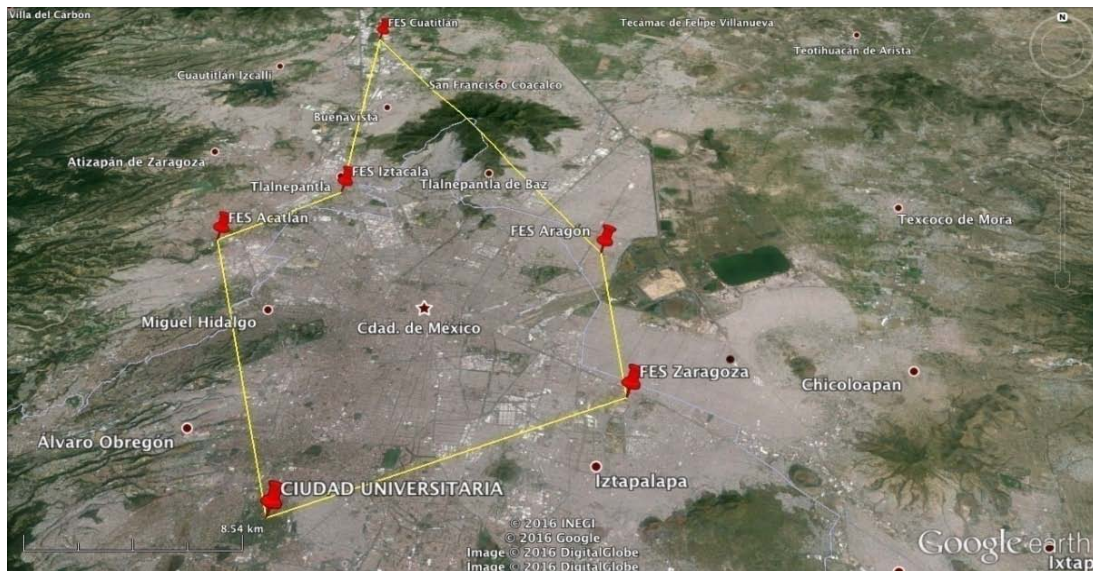 Villa del Carbón
FES Cuatitlán
Tecamac de Felipe Villanueva
N
Teotihuacán de Arista
Cuautitlán Izcalli
San Francisco Coacalco
Buenavista
Atizapán de Zaragoza
FES Iztacala
Tlalnepantla
Tlalnepantla de Baz
FES Acatlán
FES Aragón
Texcoco de Mora
Miguel Hidalgo
Cdad. de México
FES Zaragoza
Chicoloapan
Álvaro Obregón
CIUDAD UNIVERSITARIA
Iztapalapa
8.54 km
© 2016 INEGI
© 2016 Google
Image © 2016 DigitalGlobe
Image © 2016 DigitalGlobe
Google earth
Ixtap